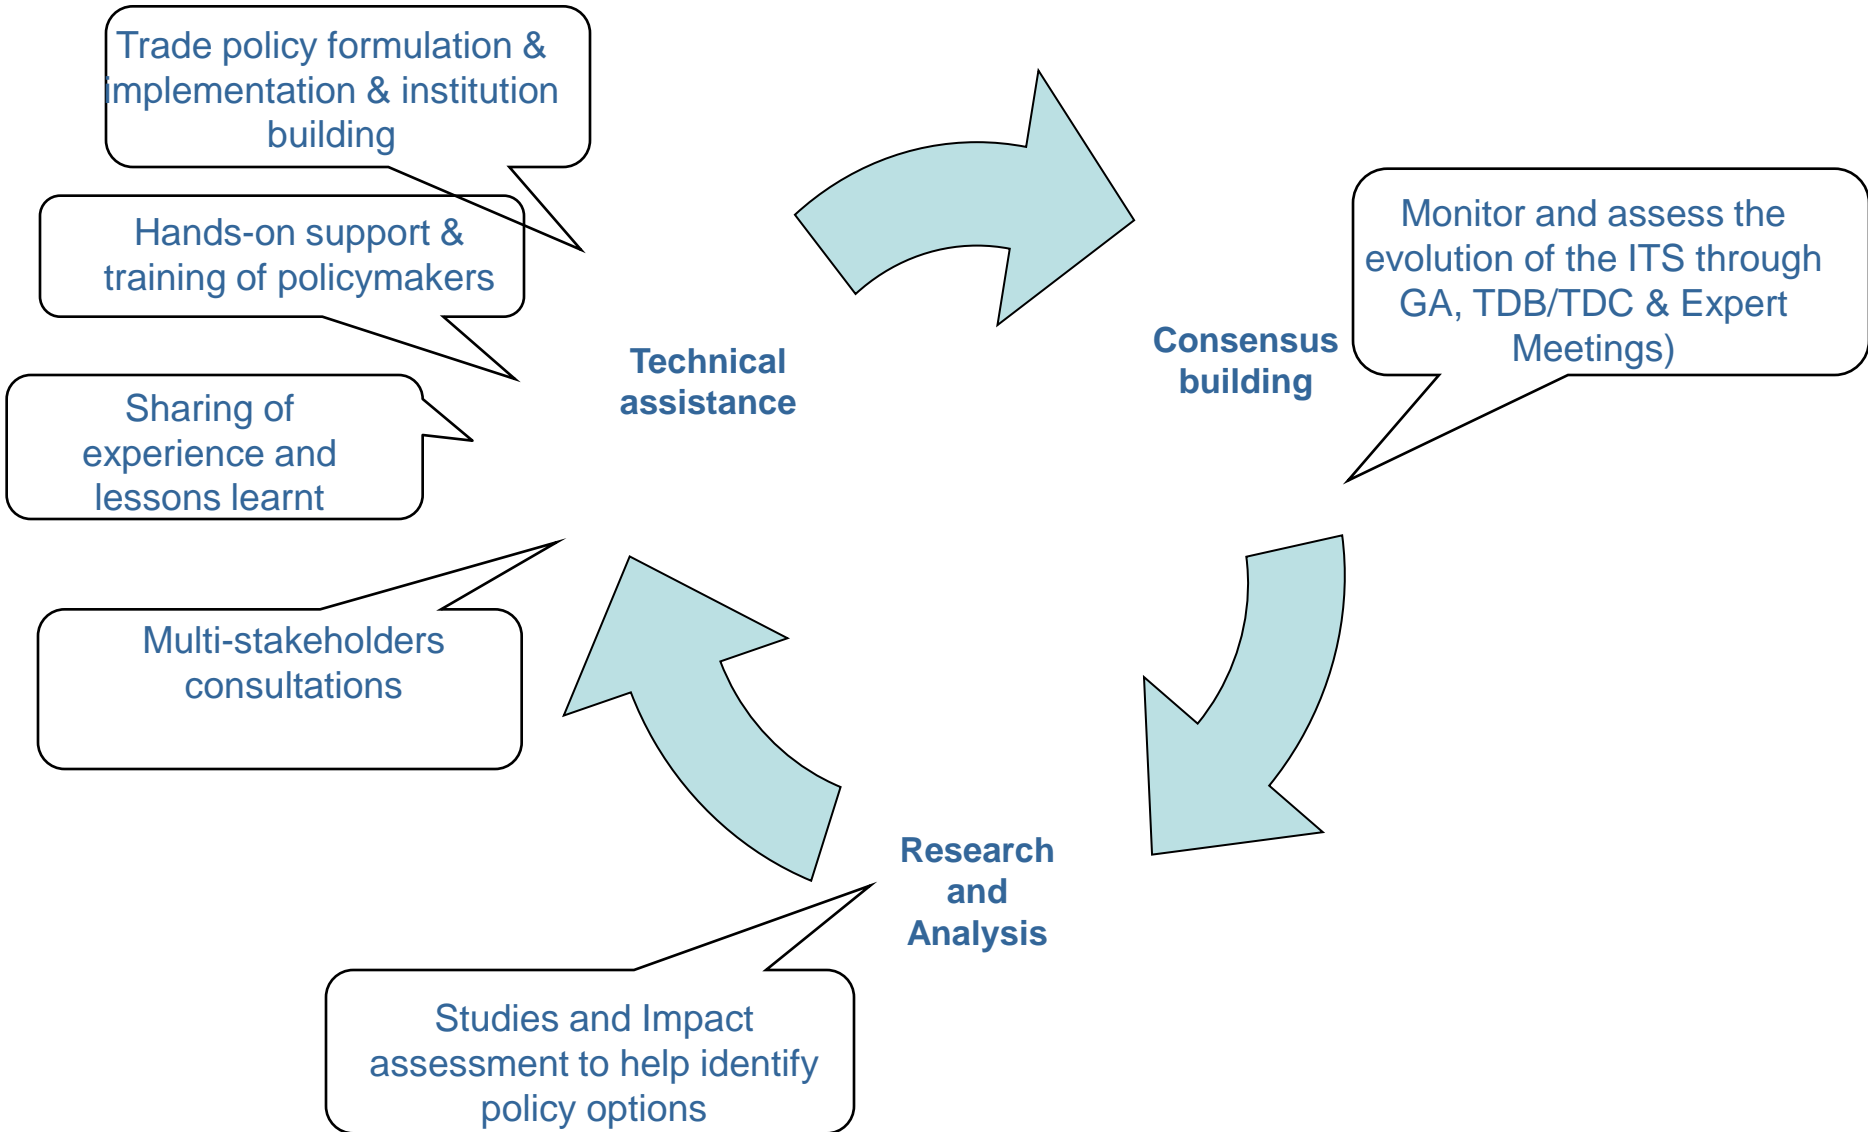 Trade policy formulation &
implementation & institution
building
Hands-on support &
training of policymakers
Sharing of
experience and
lessons learnt
Multi-stakeholders
consultations
Technical
assistance
Consensus
building
Monitor and assess the
evolution of the ITS through
GA, TDB/TDC & Expert
Meetings)
Research
and
Analysis
Studies and Impact
assessment to help identify
policy options